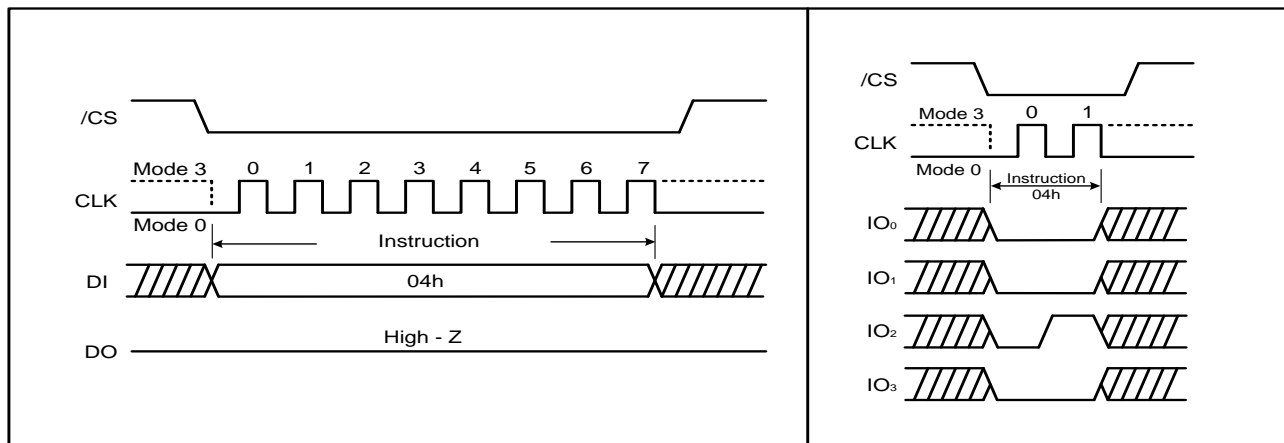 /CS
Mode 3 0 1 2 3 4 5 6 7
CLK
Mode 0
Instruction
DI 04h
High - Z
DO
/CS
Mode 3 0 1
CLK
Mode 0
Instruction
04h
IO₀
IO₁
IO₂
IO₃